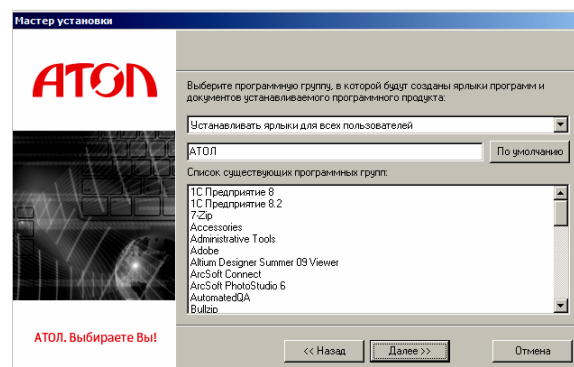 Мастер установки
АТОЛ
Выберите программную группу, в которой будут созданы ярлыки программ и
документов устанавливаемого программного продукта:
Устанавливать ярлыки для всех пользователей
АТОЛ
По умолчанию
Список существующих программных групп:
1С Предприятие 8
1С Предприятие 8.2
7-Zip
Accessories
Administrative Tools
Adobe
Altium Designer Summer 09 Viewer
ArcSoft Connect
ArcSoft PhotoStudio 6
AutomatedQA
Bullzip
АТОЛ. Выбираете Вы!
<< Назад
Далее >>
Отмена